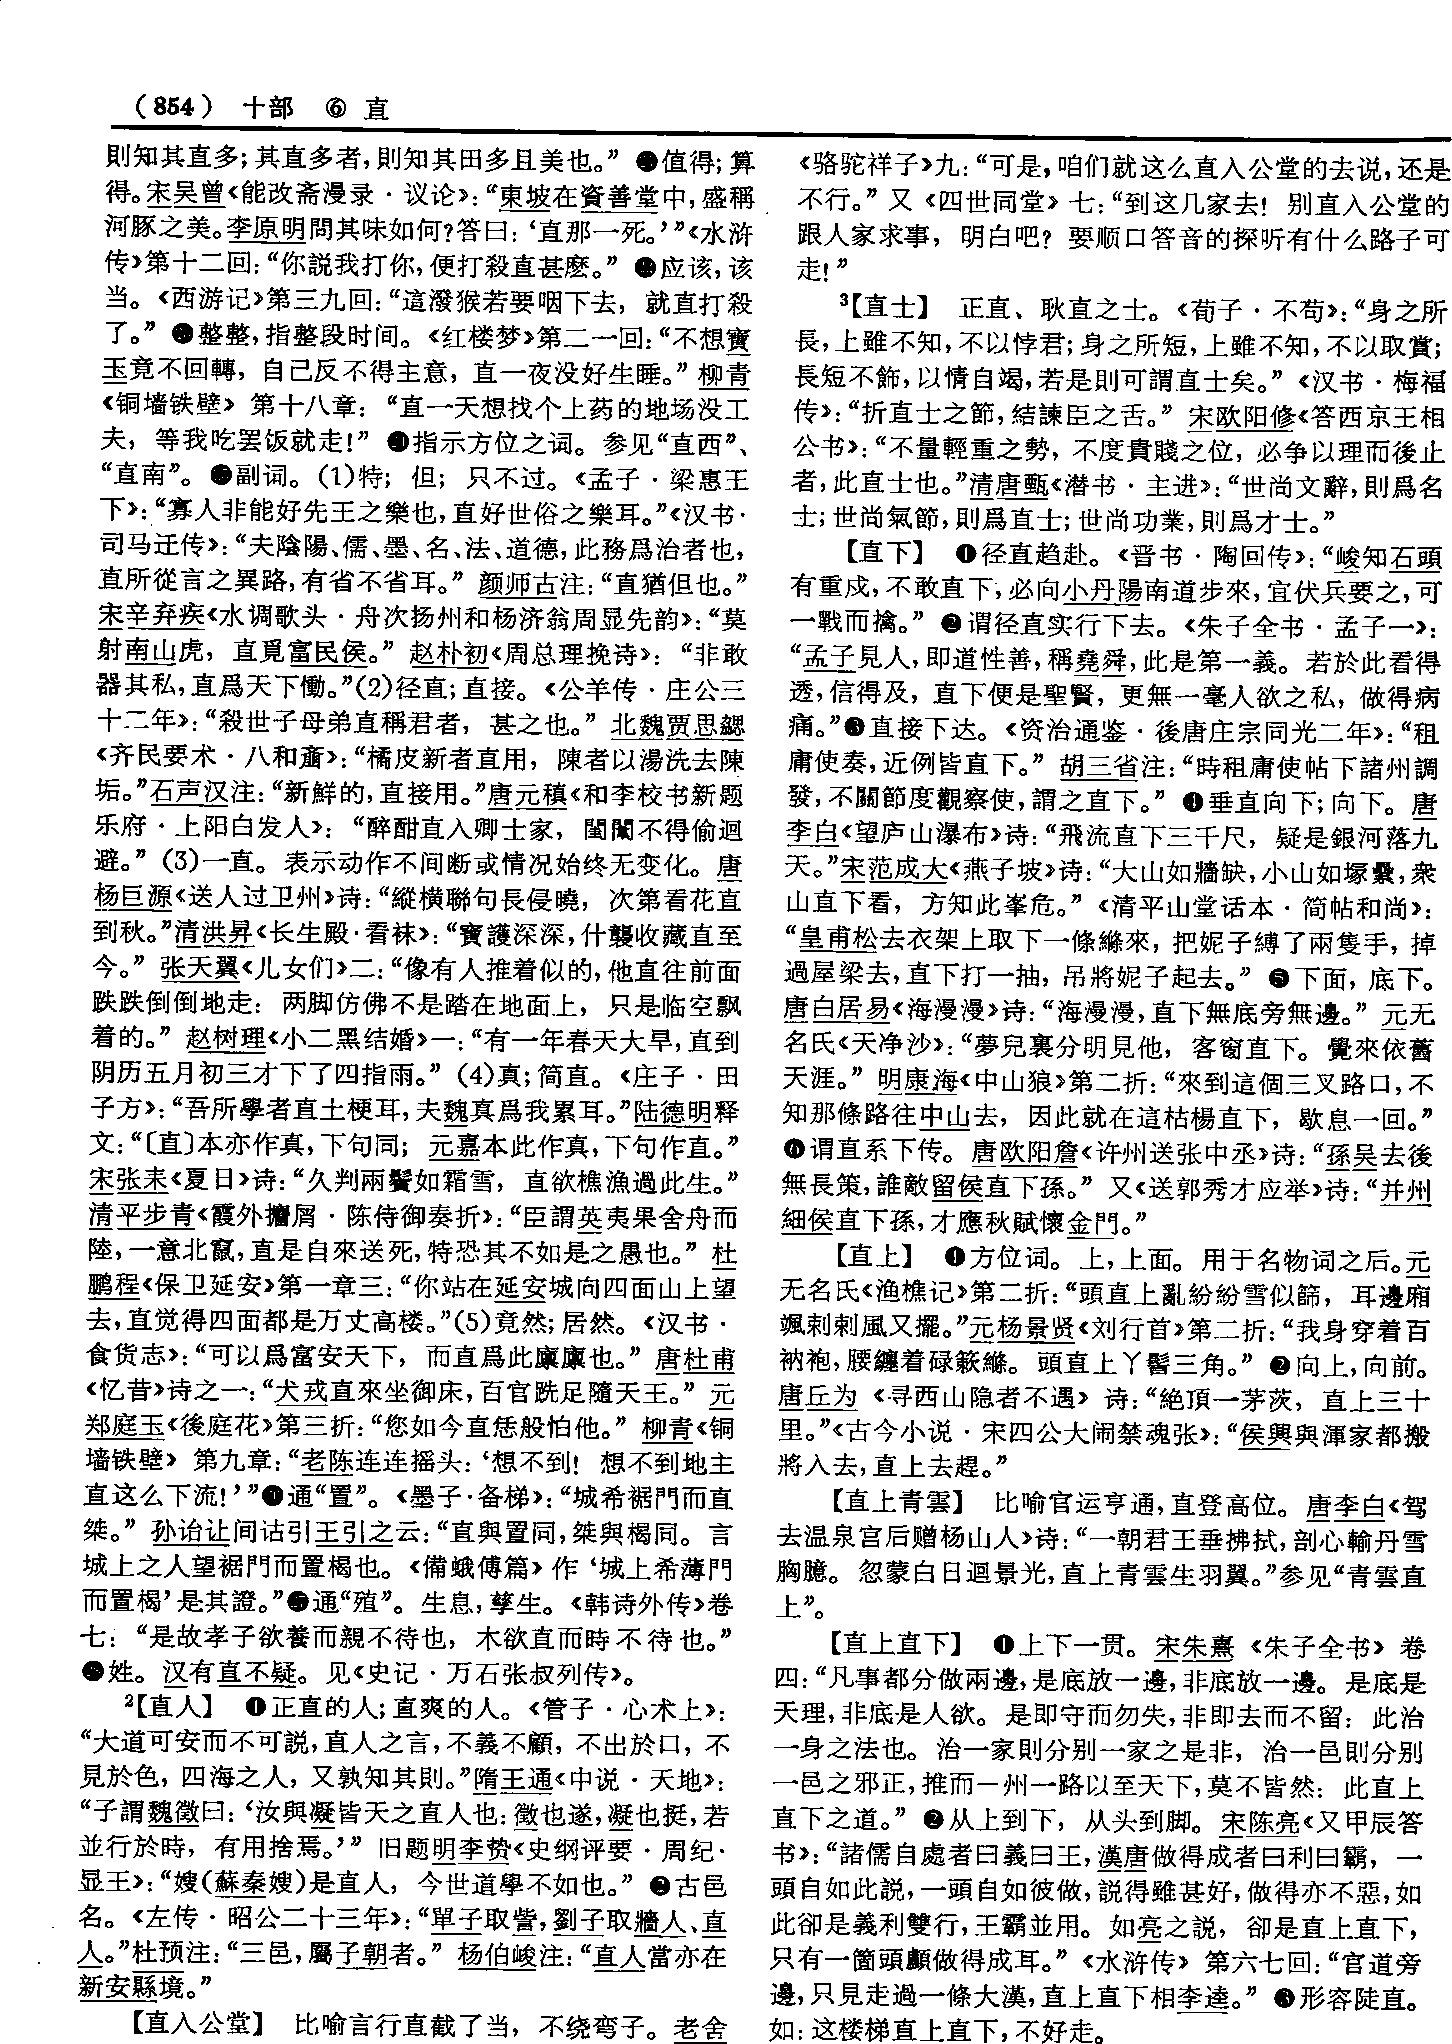 （854） 十部 ⑥ 直
則知其直多；其直多者，則知其田多且美也。”值得；算
得。宋吴曾《能改斋漫录·议论》：“東坡在資善堂中，盛稱
河豚之美。李原明問其味如何？答曰：‘直那一死。’”《水浒
传》第十二回：“你説我打你，便打殺直甚麽。”应该，该
当。《西游记》第三九回：“這潑猴若要咽下去，就直打殺
了。”整整，指整段时间。《红楼梦》第二一回：“不想寶
玉竟不回轉，自己反不得主意，直一夜没好生睡。”柳青
《铜墙铁壁》第十八章：“直一天想找个上药的地场没工
夫，等我吃罢饭就走！”指示方位之词。参见“直西”、
“直南”。副词。(1)特；但；只不过。《孟子·梁惠王
下》：“寡人非能好先王之樂也，直好世俗之樂耳。”《汉书·
司马迁传》：“夫陰陽、儒、墨、名、法、道德，此務爲治者也，
直所從言之異路，有省不省耳。”颜师古注：“直猶但也。”
宋辛弃疾《水调歌头·舟次扬州和杨济翁周显先韵》：“莫
射南山虎，直覓富民侯。”赵朴初《周总理挽诗》：“非敢
器其私，直爲天下慟。”(2)径直；直接。《公羊传·庄公三
十二年》：“殺世子母弟直稱君者，甚之也。”北魏贾思勰
《齐民要术·八和齑》：“橘皮新者直用，陳者以湯洗去陳
垢。”石声汉注：“新鮮的，直接用。”唐元稹《和李校书新题
乐府·上阳白发人》：“醉酣直入卿士家，閨闈不得偷迴
避。”(3)一直。表示动作不间断或情况始终无变化。唐
杨巨源《送人过卫州》诗：“縱横聯句長侵曉，次第看花直
到秋。”清洪昇《长生殿·看袜》：“寶護深深，什襲收藏直至
今。”张天翼《儿女们》二：“像有人推着似的，他直往前面
跌跌倒倒地走：两脚仿佛不是踏在地面上，只是临空飘
着的。”赵树理《小二黑结婚》一：“有一年春天大旱，直到
阴历五月初三才下了四指雨。”(4)真；简直。《庄子·田
子方》：“吾所學者直土梗耳，夫魏真爲我累耳。”陆德明释
文：“〔直〕本亦作真，下句同；元嘉本此作真，下句作直。”
宋张耒《夏日》诗：“久判兩鬢如霜雪，直欲樵漁過此生。”
清平步青《霞外攟屑·陈侍御奏折》：“臣謂英夷果舍舟而
陸，一意北竄，直是自來送死，特恐其不如是之愚也。”杜
鹏程《保卫延安》第一章三：“你站在延安城向四面山上望
去，直觉得四面都是万丈高楼。”(5)竟然；居然。《汉书·
食货志》：“可以爲富安天下，而直爲此廩廩也。”唐杜甫
《忆昔》诗之一：“犬戎直來坐御床，百官跣足隨天王。”元
郑庭玉《後庭花》第三折：“您如今直恁般怕他。”柳青《铜
墙铁壁》第九章：“老陈连连摇头：‘想不到！想不到地主
直这么下流！’”通“置”。《墨子·备梯》：“城希裾門而直
桀。”孙诒让间诂引王引之云：“直與置同，桀與楬同。言
城上之人望裾門而置楬也。《備蛾傅篇》作‘城上希薄門
而置楬’是其證。”通“殖”。生息，孳生。《韩诗外传》卷
七：“是故孝子欲養而親不待也，木欲直而時不待也。”
姓。汉有直不疑。见《史记·万石张叔列传》。
²【直人】 ❶正直的人；直爽的人。《管子·心术上》：
“大道可安而不可説，直人之言，不義不顧，不出於口，不
見於色，四海之人，又孰知其則。”隋王通《中说·天地》：
“子謂魏徵曰：‘汝與凝皆天之直人也：徵也遂，凝也挺，若
並行於時，有用捨焉。’”旧题明李贽《史纲评要·周纪·
显王》：“嫂(蘇秦嫂)是直人，今世道學不如也。”❷古邑
名。《左传·昭公二十三年》：“單子取訾，劉子取牆人、直
人。”杜预注：“三邑，屬子朝者。”杨伯峻注：“直人當亦在
新安縣境。”
【直入公堂】 比喻言行直截了当，不绕弯子。老舍
《骆驼祥子》九：“可是，咱们就这么直入公堂的去说，还是
不行。”又《四世同堂》七：“到这几家去！别直入公堂的
跟人家求事，明白吧？要顺口答音的探听有什么路子可
走！”
³【直士】 正直、耿直之士。《荀子·不苟》：“身之所
長，上雖不知，不以悖君；身之所短，上雖不知，不以取賞；
長短不飾，以情自竭，若是則可謂直士矣。”《汉书·梅福
传》：“折直士之節，結諫臣之舌。”宋欧阳修《答西京王相
公书》：“不量輕重之勢，不度貴賤之位，必争以理而後止
者，此直士也。”清唐甄《潜书·主进》：“世尚文辭，則爲名
士；世尚氣節，則爲直士；世尚功業，則爲才士。”
【直下】 ❶径直趋赴。《晋书·陶回传》：“峻知石頭
有重戍，不敢直下，必向小丹陽南道步來，宜伏兵要之，可
一戰而擒。”❷谓径直实行下去。《朱子全书·孟子一》：
“孟子見人，即道性善，稱堯舜，此是第一義。若於此看得
透，信得及，直下便是聖賢，更無一毫人欲之私，做得病
痛。”❸直接下达。《资治通鉴·後唐庄宗同光二年》：“租
庸使奏，近例皆直下。”胡三省注：“時租庸使帖下諸州調
發，不關節度觀察使，謂之直下。”❹垂直向下；向下。唐
李白《望庐山瀑布》诗：“飛流直下三千尺，疑是銀河落九
天。”宋范成大《燕子坡》诗：“大山如牆缺，小山如塚纍，衆
山直下看，方知此峯危。”《清平山堂话本·简帖和尚》：
“皇甫松去衣架上取下一條縧來，把妮子縛了兩隻手，掉
過屋梁去，直下打一抽，吊將妮子起去。”❺下面，底下。
唐白居易《海漫漫》诗：“海漫漫，直下無底旁無邊。”元无
名氏《天净沙》：“夢兒裏分明見他，客窗直下。覺來依舊
天涯。”明康海《中山狼》第二折：“來到這個三叉路口，不
知那條路往中山去，因此就在這枯楊直下，歇息一回。”
❻谓直系下传。唐欧阳詹《许州送张中丞》诗：“孫吴去後
無長策，誰敵留侯直下孫。”又《送郭秀才应举》诗：“并州
細侯直下孫，才應秋賦懷金門。”
【直上】 ❶方位词。上，上面。用于名物词之后。元
无名氏《渔樵记》第二折：“頭直上亂紛紛雪似篩，耳邊廂
颯剌剌風又擺。”元杨景贤《刘行首》第二折：“我身穿着百
衲袍，腰纏着碌簌縧。頭直上丫髻三角。”❷向上，向前。
唐丘为《寻西山隐者不遇》诗：“絶頂一茅茨，直上三十
里。”《古今小说·宋四公大闹禁魂张》：“侯興與渾家都搬
將入去，直上去趕。”
【直上青雲】 比喻官运亨通，直登高位。唐李白《驾
去温泉宫后赠杨山人》诗：“一朝君王垂拂拭，剖心輸丹雪
胸臆。忽蒙白日迴景光，直上青雲生羽翼。”参见“青雲直
上”。
【直上直下】 ❶上下一贯。宋朱熹《朱子全书》卷
四：“凡事都分做兩邊，是底放一邊，非底放一邊。是底是
天理，非底是人欲。是即守而勿失，非即去而不留：此治
一身之法也。治一家則分别一家之是非，治一邑則分别
一邑之邪正，推而一州一路以至天下，莫不皆然：此直上
直下之道。”❷从上到下，从头到脚。宋陈亮《又甲辰答
书》：“諸儒自處者曰義曰王，漢唐做得成者曰利曰霸，一
頭自如此説，一頭自如彼做，説得雖甚好，做得亦不惡，如
此卻是義利雙行，王霸並用。如亮之説，卻是直上直下，
只有一箇頭顱做得成耳。”《水浒传》第六七回：“官道旁
邊，只見走過一條大漢，直上直下相李逵。”❸形容陡直。
如：这楼梯直上直下，不好走。